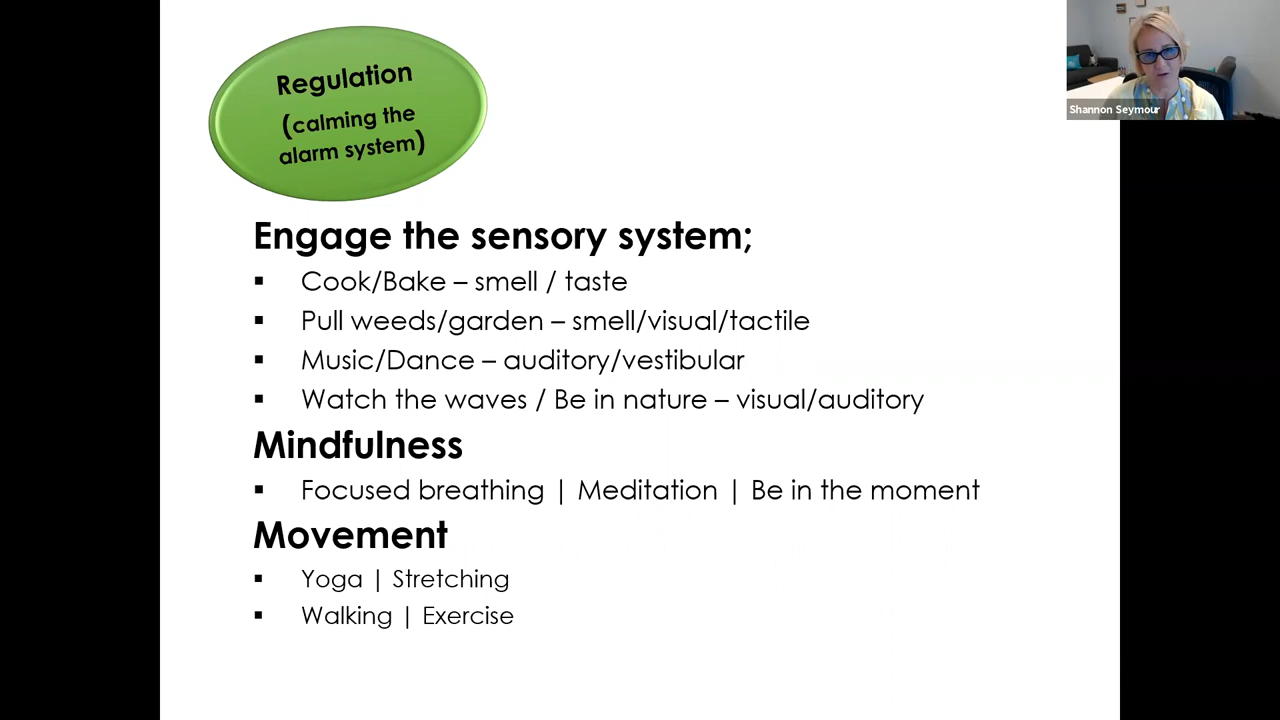 Regulation
(calming the
alarm system)
Shannon Seymour
Engage the sensory system;
▪ Cook/Bake – smell / taste
▪ Pull weeds/garden – smell/visual/tactile
▪ Music/Dance – auditory/vestibular
▪ Watch the waves / Be in nature – visual/auditory
Mindfulness
▪ Focused breathing | Meditation | Be in the moment
Movement
▪ Yoga | Stretching
▪ Walking | Exercise